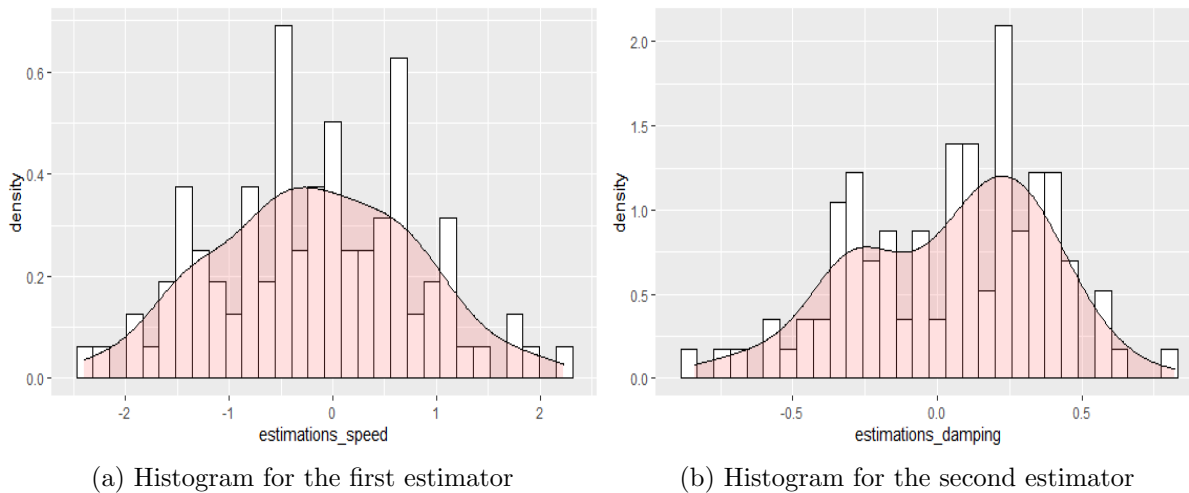 density
0.6
0.4
0.2
0.0
-2 -1 0 1 2
estimations_speed
(a) Histogram for the first estimator
density
2.0
1.5
1.0
0.5
0.0
-0.5 0.0 0.5
estimations_damping
(b) Histogram for the second estimator